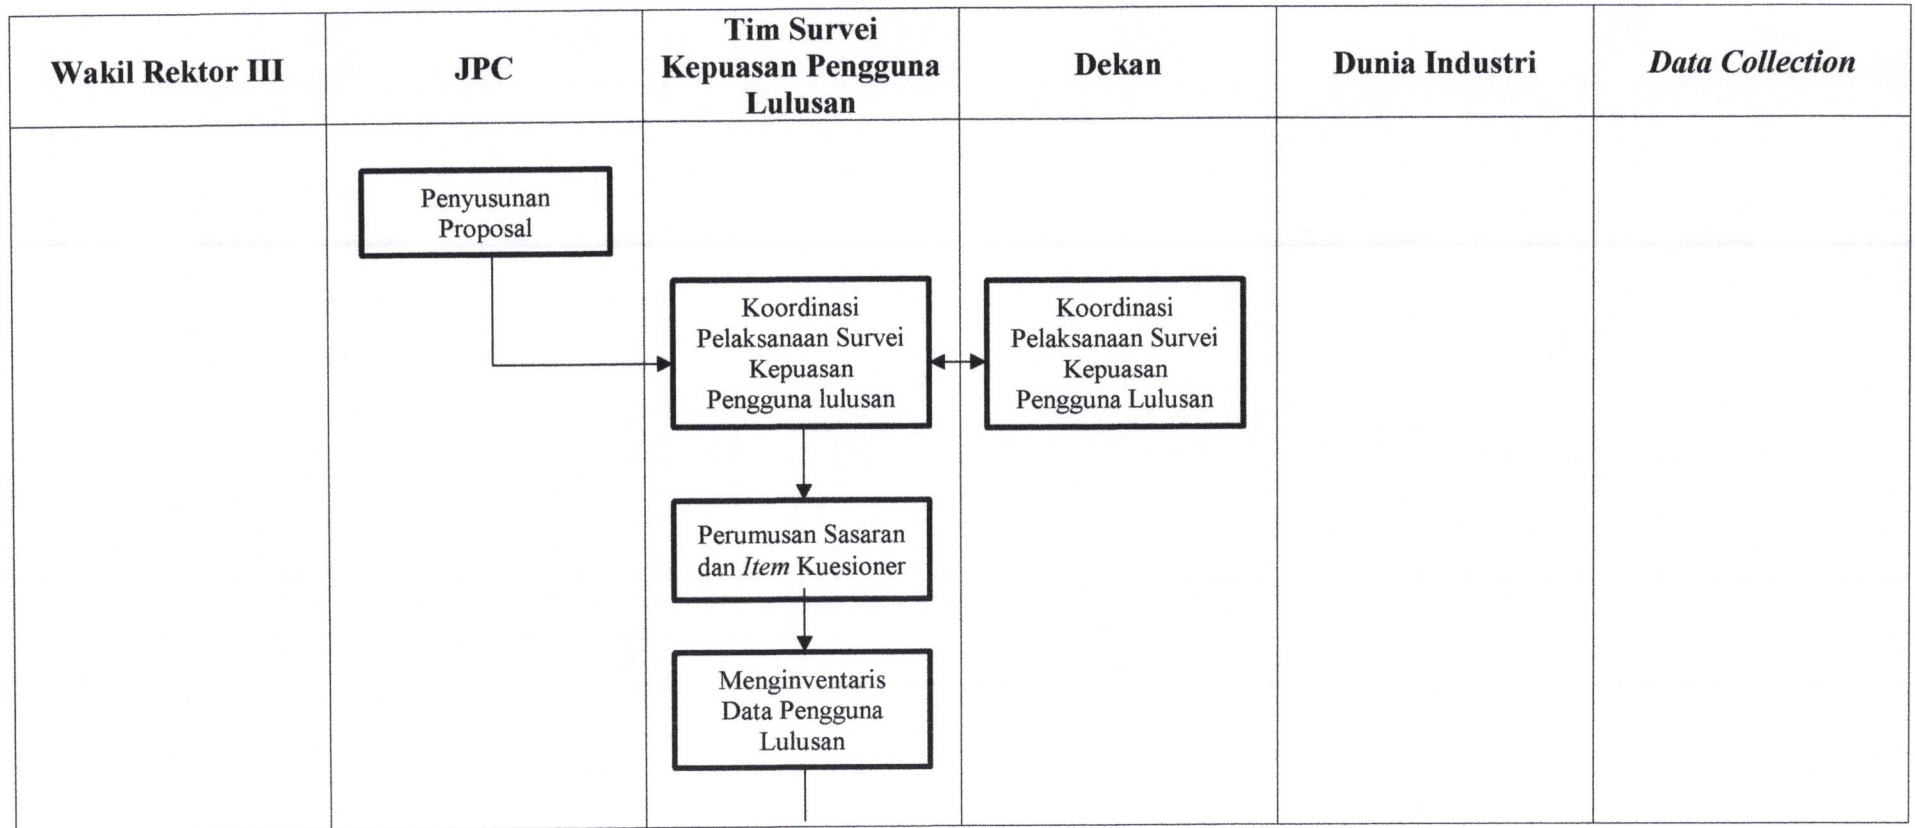 Wakil Rektor III
JPC
Tim Survei
Kepuasan Pengguna
Lulusan
Dekan
Dunia Industri
Data Collection
Penyusunan
Proposal
Koordinasi
Pelaksanaan Survei
Kepuasan
Pengguna lulusan
Koordinasi
Pelaksanaan Survei
Kepuasan
Pengguna Lulusan
Perumusan Sasaran
dan Item Kuesioner
Menginventaris
Data Pengguna
Lulusan